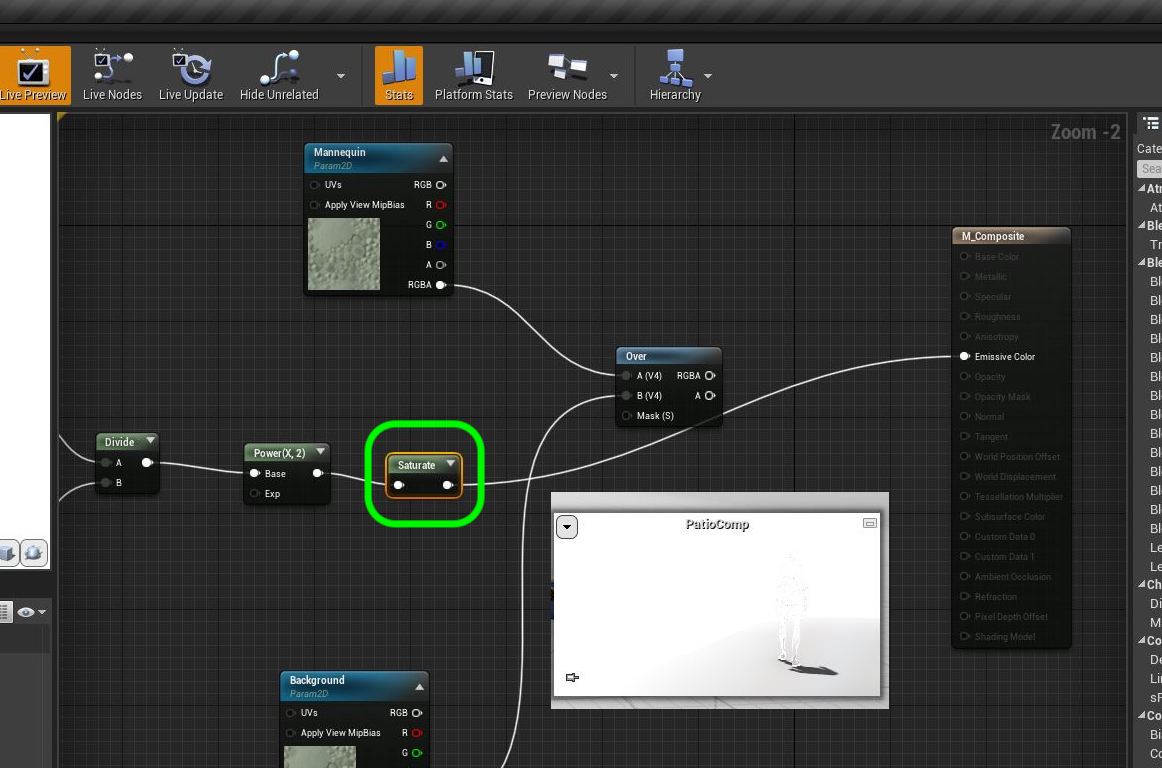 Live Preview
Live Nodes
Live Update
Hide Unrelated
Stats
Platform Stats
Preview Nodes
Hierarchy
Zoom -2
Mannequin
Param2D
UVs RGB
Apply View MipBias R
G
B
A
RGBA
M_Composite
Base Color
Metallic
Specular
Roughness
Anisotropy
Emissive Color
Opacity
Opacity Mask
Normal
Tangent
World Position Offset
World Displacement
Tessellation Multiplier
Subsurface Color
Custom Data 0
Custom Data 1
Ambient Occlusion
Refraction
Pixel Depth Offset
Shading Model
Over
A (V4) RGBA
B (V4) A
Mask (S)
Divide
A
B
Power(X, 2)
Base
Exp
Saturate
PatioComp
Background
Param2D
UVs RGB
Apply View MipBias R
G
Cate
Sea
At
At
Ble
Tr
Ble
Bl
Bl
Bl
Bl
Bl
Bl
Bl
Bl
Bl
Bl
Bl
Bl
Bl
Bl
Le
Le
Ch
Di
M
Co
De
Li
sF
Co
Bi
Co